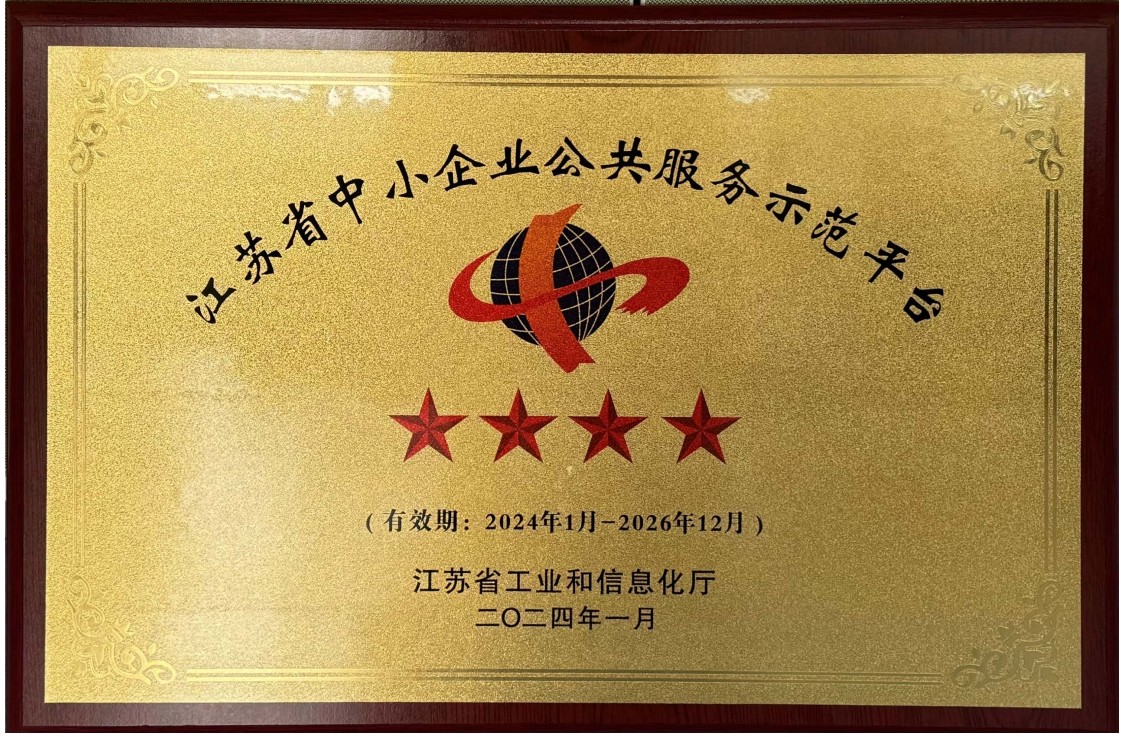 江苏省中小企业公共服务示范平台
(有效期：2024年1月-2026年12月)
江苏省工业和信息化厅
二〇二四年一月